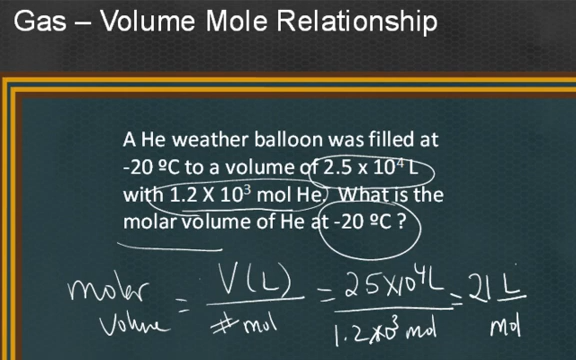 Gas – Volume Mole Relationship
A He weather balloon was filled at
-20 ºC to a volume of 2.5 x 10⁴ L
with 1.2 X 10³ mol He. What is the
molar volume of He at -20 ºC ?
molar volume = V(L) / # mol = 25x10⁴L / 1.2x10³ mol = 21 L / mol